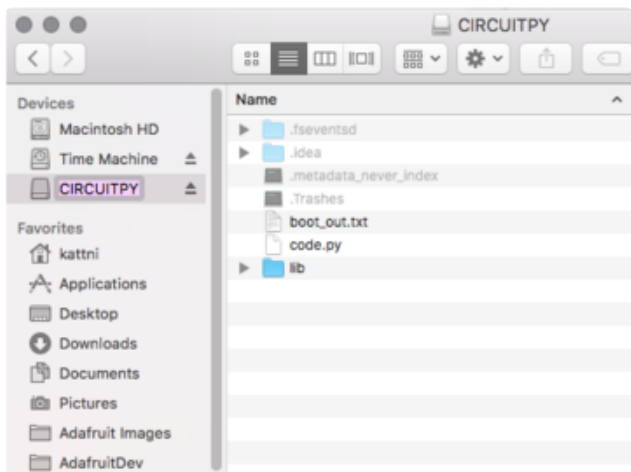 CIRCUITPY
Devices
Macintosh HD
Time Machine
CIRCUITPY
Favorites
kattni
Applications
Desktop
Downloads
Documents
Pictures
Adafruit Images
AdafruitDev
Name
.fseventsd
.idea
.metadata_never_index
.Trashes
boot_out.txt
code.py
lib